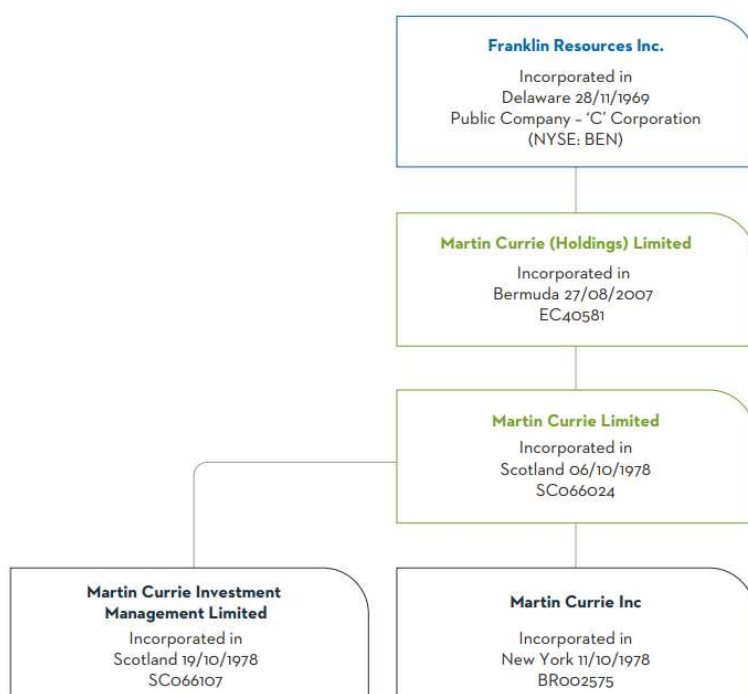 Franklin Resources Inc.
Incorporated in
Delaware 28/11/1969
Public Company – ‘C’ Corporation
(NYSE: BEN)
Martin Currie (Holdings) Limited
Incorporated in
Bermuda 27/08/2007
EC40581
Martin Currie Limited
Incorporated in
Scotland 06/10/1978
SC066024
Martin Currie Investment
Management Limited
Incorporated in
Scotland 19/10/1978
SC066107
Martin Currie Inc
Incorporated in
New York 11/10/1978
BR002575